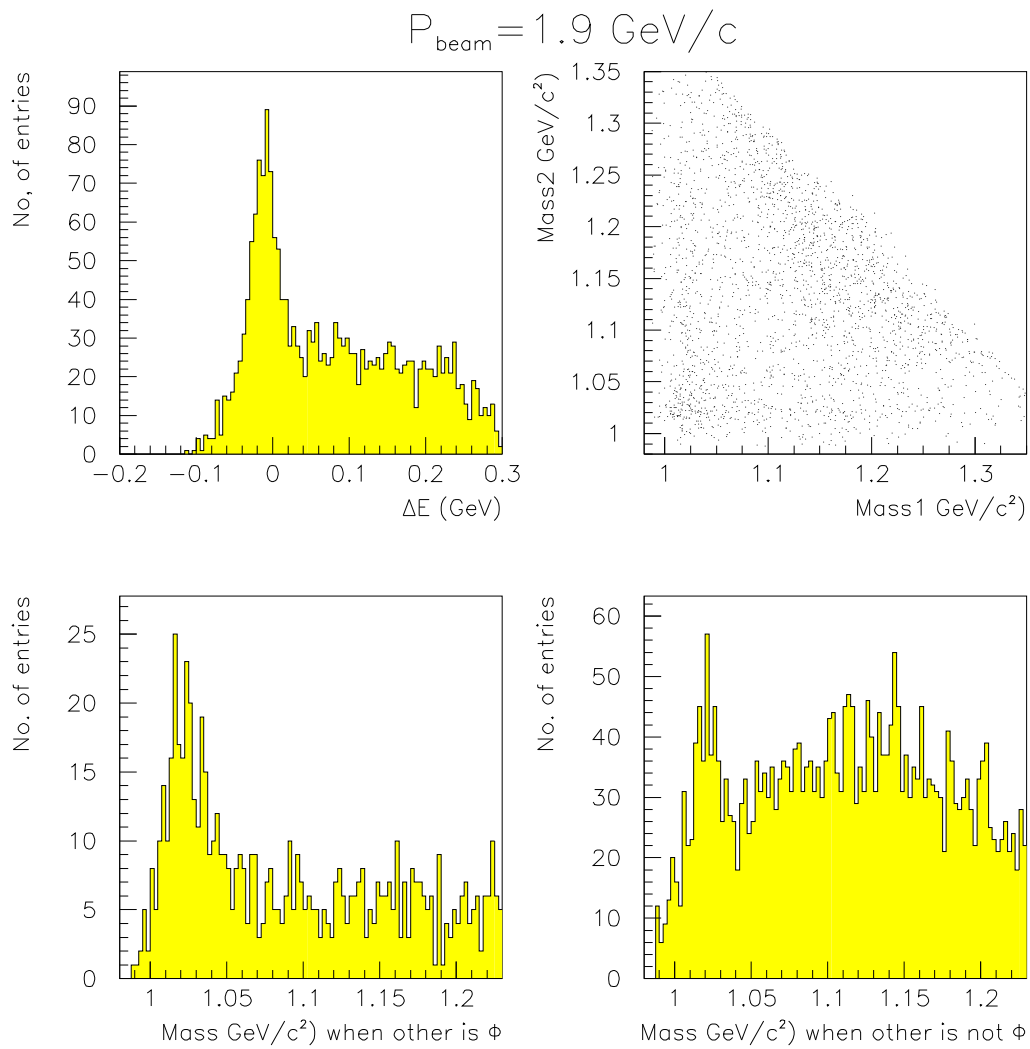 P_beam=1.9 GeV/c
No, of entries
90
80
70
60
50
40
30
20
10
0
−0.2 −0.1 0 0.1 0.2 0.3
ΔE (GeV)
Mass2 GeV/c²)
1.35
1.3
1.25
1.2
1.15
1.1
1.05
1
1 1.1 1.2 1.3
Mass1 GeV/c²)
No. of entries
25
20
15
10
5
0
1 1.05 1.1 1.15 1.2
Mass GeV/c²) when other is Φ
No. of entries
60
50
40
30
20
10
0
1 1.05 1.1 1.15 1.2
Mass GeV/c²) when other is not Φ